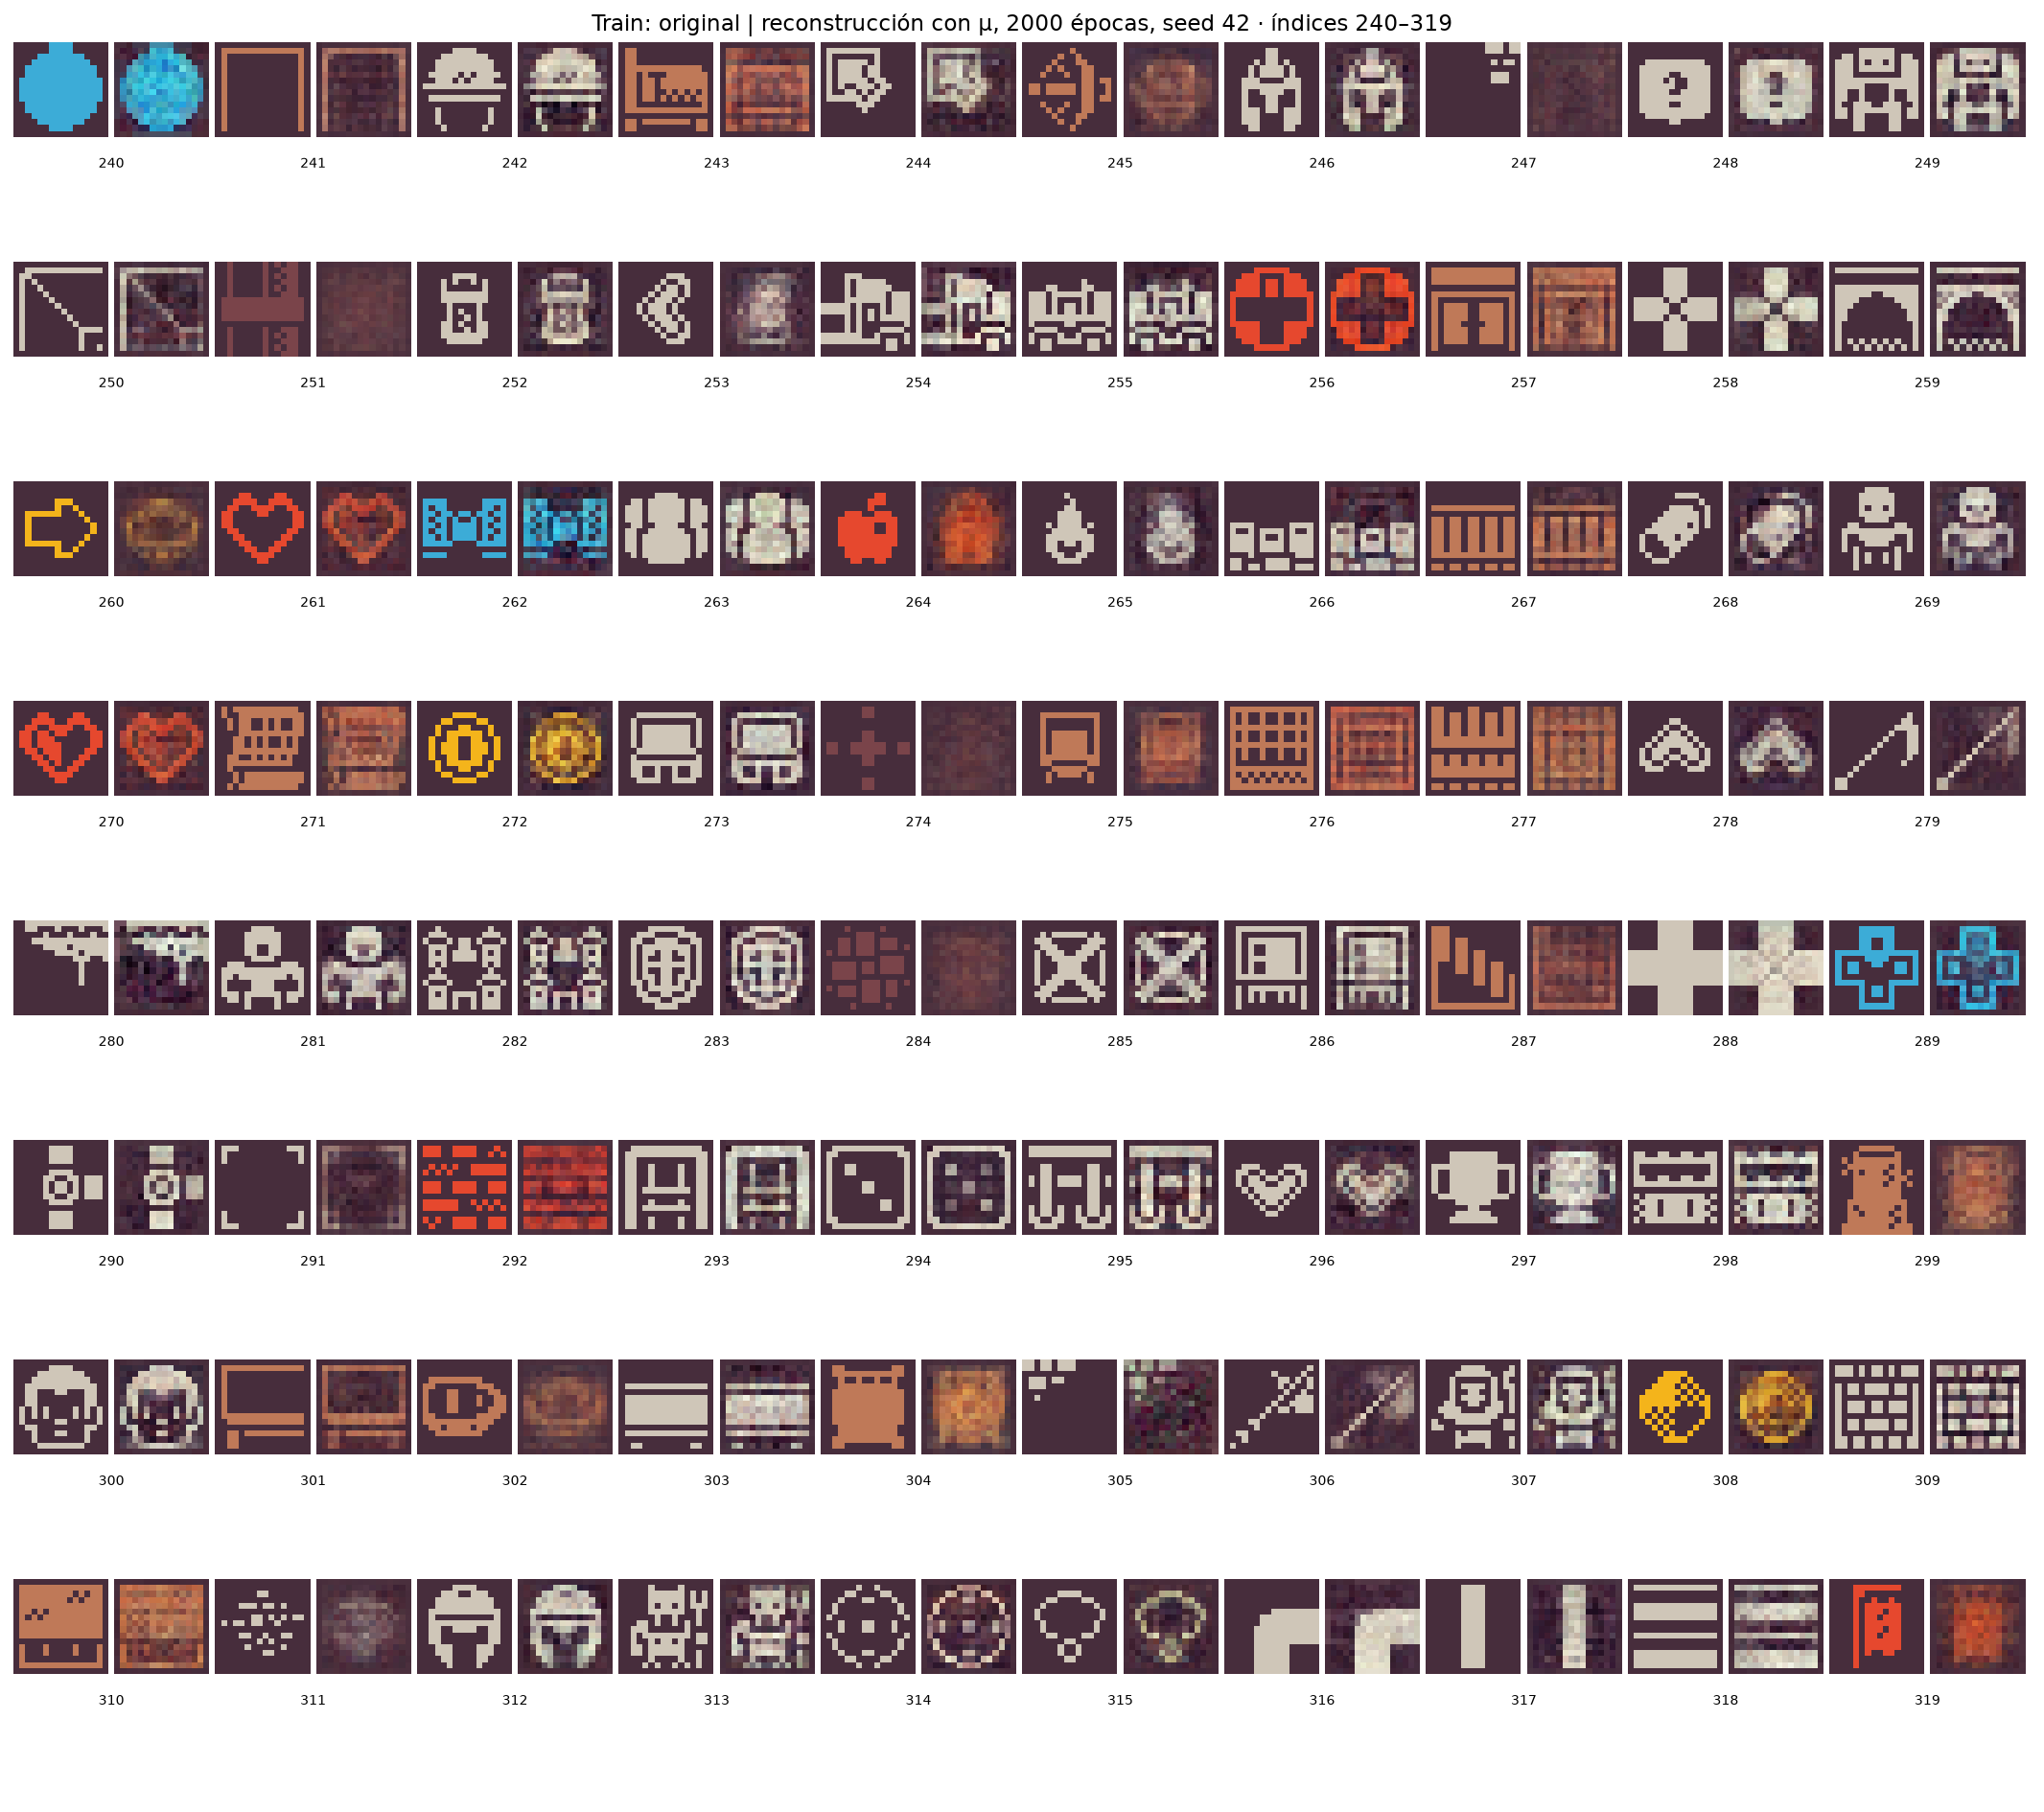 Train: original | reconstrucción con μ, 2000 épocas, seed 42 · índices 240–319
240 241 242 243 244 245 246 247 248 249
250 251 252 253 254 255 256 257 258 259
260 261 262 263 264 265 266 267 268 269
270 271 272 273 274 275 276 277 278 279
280 281 282 283 284 285 286 287 288 289
290 291 292 293 294 295 296 297 298 299
300 301 302 303 304 305 306 307 308 309
310 311 312 313 314 315 316 317 318 319